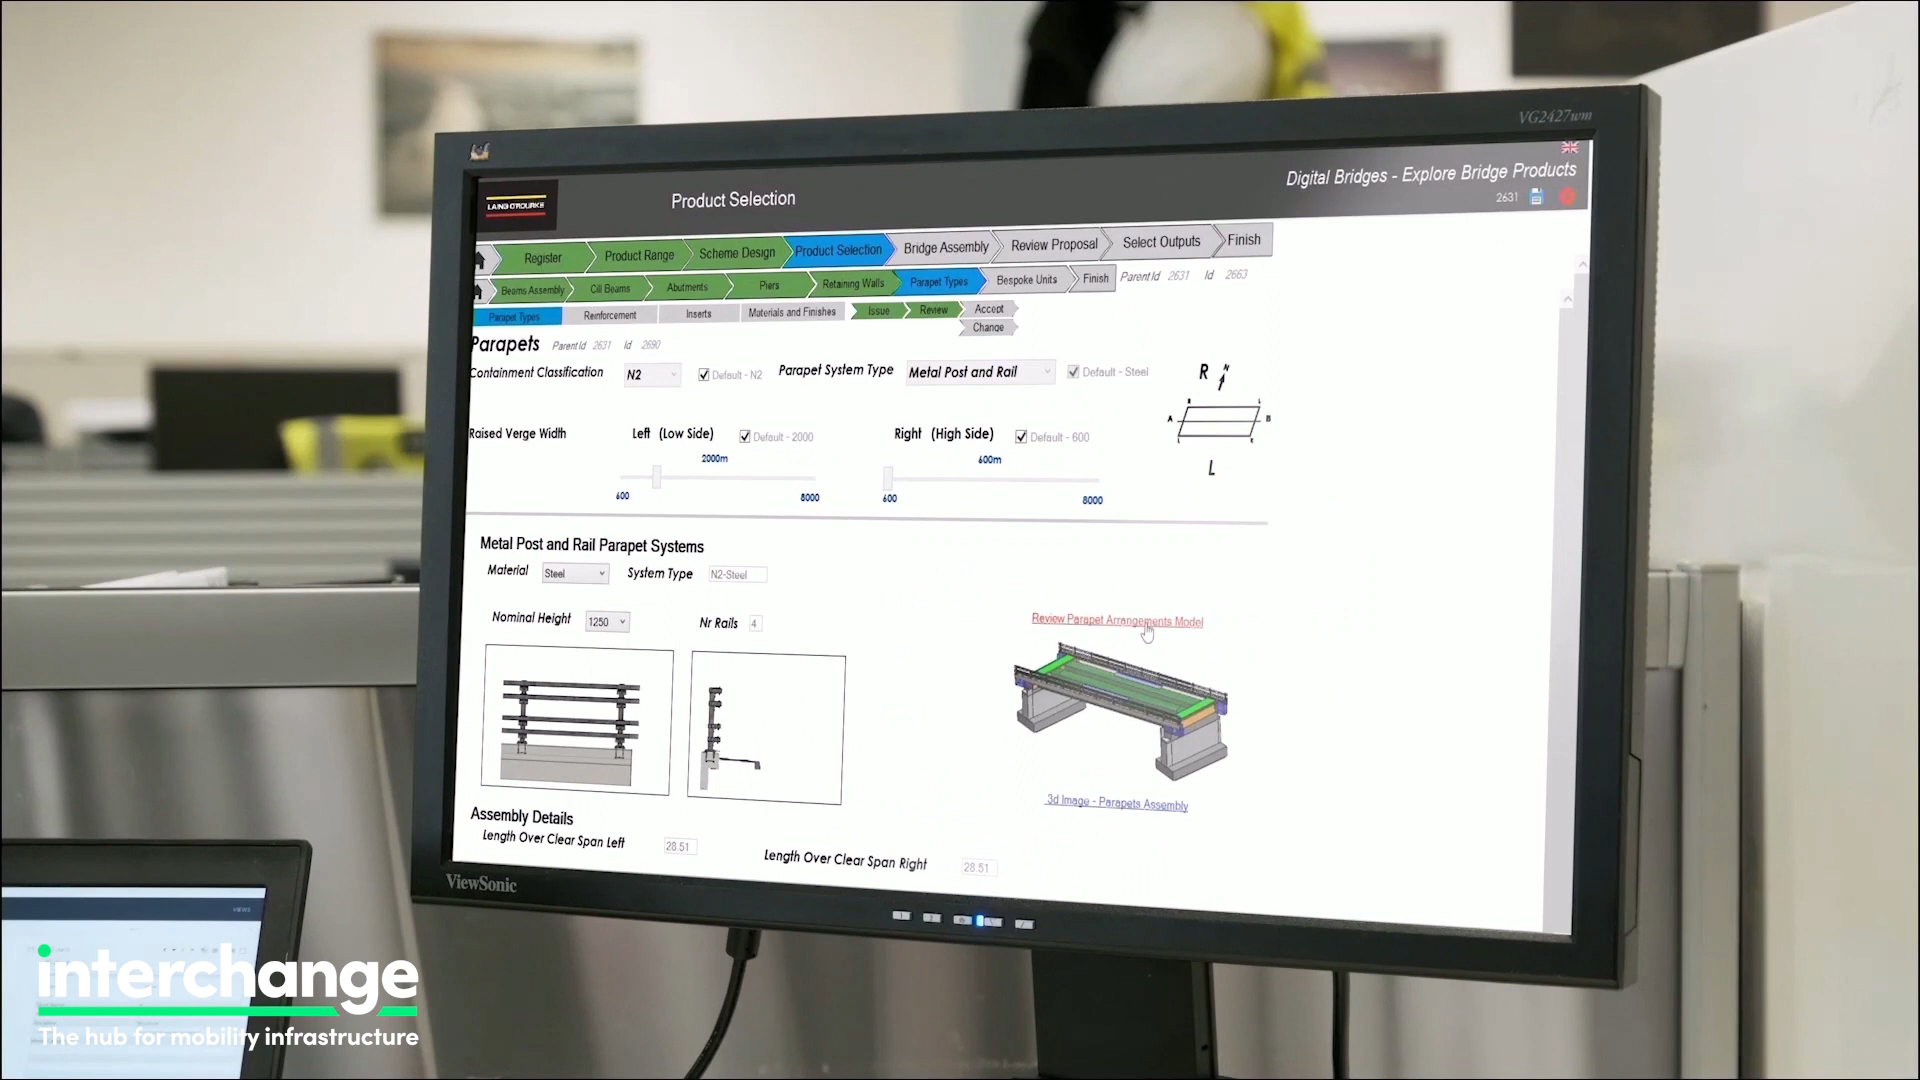 VG2427wm
LAING O'ROURKE
Product Selection
Digital Bridges - Explore Bridge Products
2631
Register
Product Range
Scheme Design
Product Selection
Bridge Assembly
Review Proposal
Select Outputs
Finish
Beams Assembly
Cill Beams
Abutments
Piers
Retaining Walls
Parapet Types
Bespoke Units
Finish
ParentId 2631 Id 2663
Parapet Types
Reinforcement
Inserts
Materials and Finishes
Issue
Review
Accept
Change
Parapets ParentId 2631 Id 2690
Containment Classification
N2
Default - N2
Parapet System Type
Metal Post and Rail
Default - Steel
R N
A B
L
Raised Verge Width
Left (Low Side)
Default - 2000
Right (High Side)
Default - 600
2000m
600m
600 8000
600 8000
Metal Post and Rail Parapet Systems
Material
Steel
System Type
N2-Steel
Nominal Height
1250
Nr Rails
4
Review Parapet Arrangements Model
3d Image - Parapets Assembly
Assembly Details
Length Over Clear Span Left
28.51
Length Over Clear Span Right
28.51
ViewSonic
VIEWS
interchange
The hub for mobility infrastructure